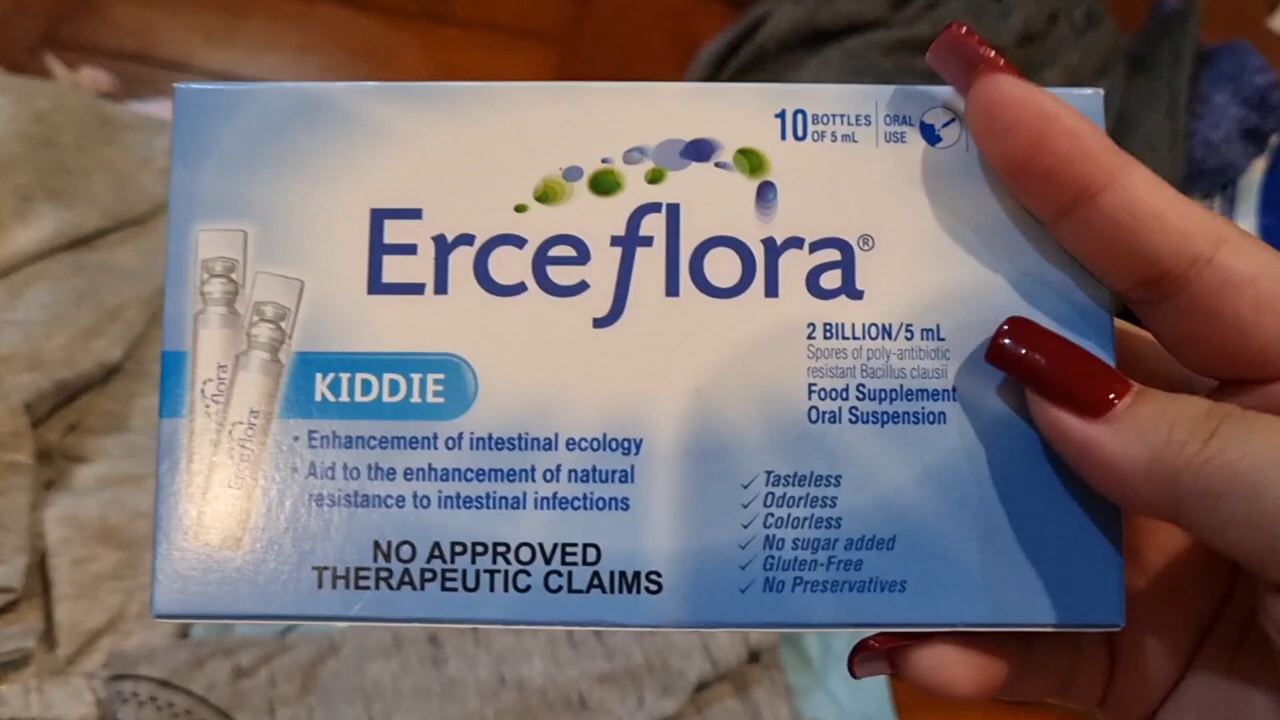 10 BOTTLES OF 5 mL
ORAL USE
Erceflora®
2 BILLION/5 mL
Spores of poly-antibiotic
resistant Bacillus clausii
Food Supplement
Oral Suspension
KIDDIE
• Enhancement of intestinal ecology
• Aid to the enhancement of natural
resistance to intestinal infections
NO APPROVED
THERAPEUTIC CLAIMS
Tasteless
Odorless
Colorless
No sugar added
Gluten-Free
No Preservatives
Erceflora
Erceflora